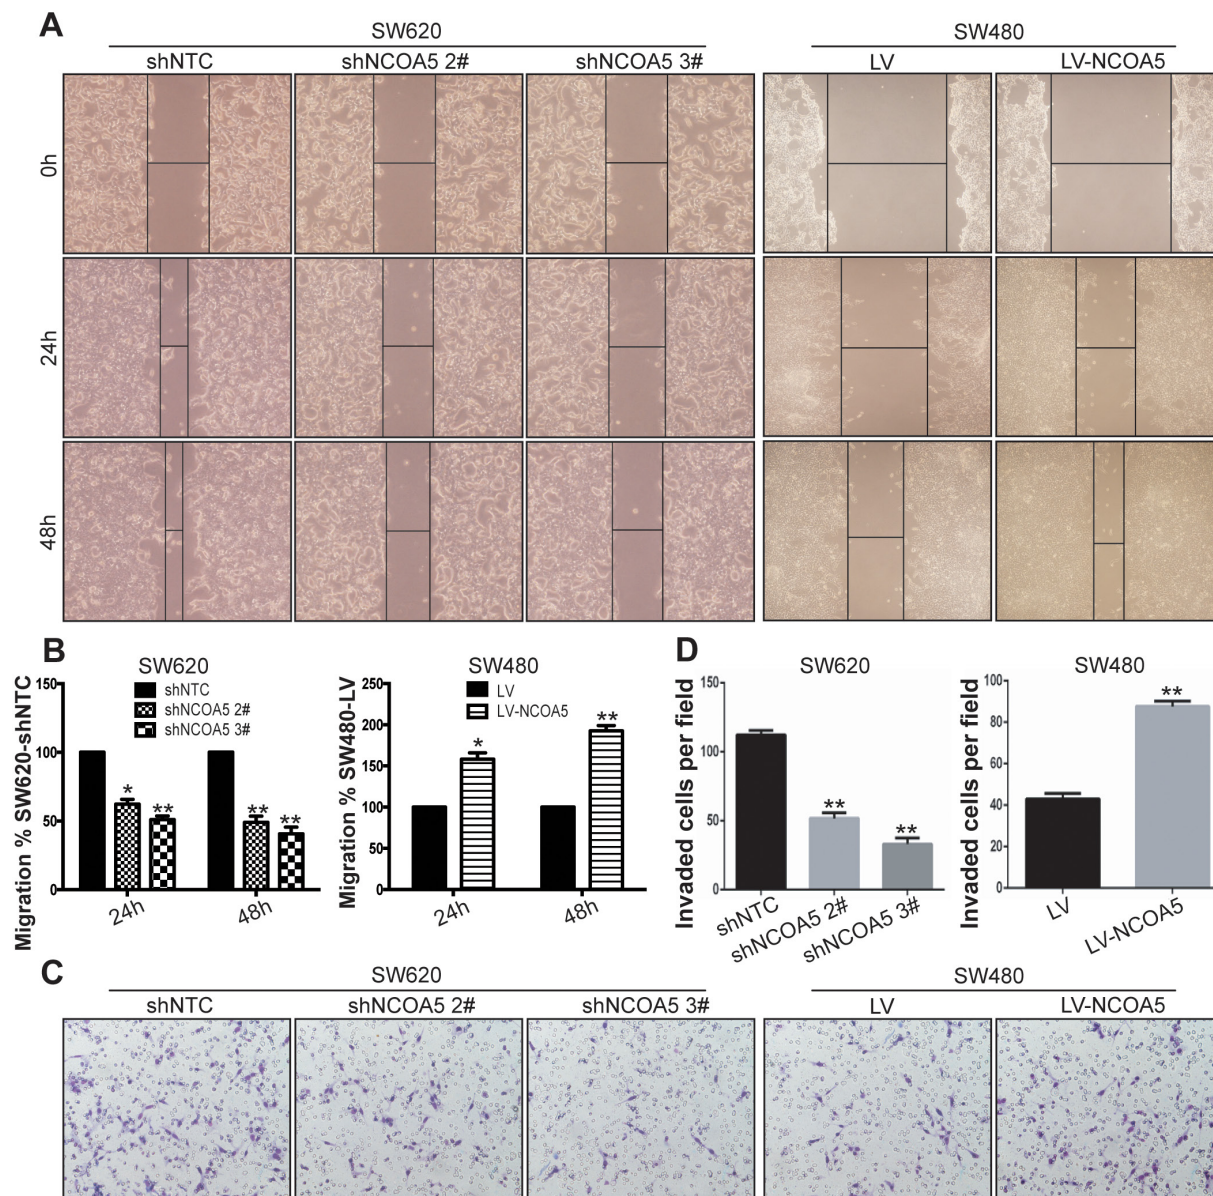 A
SW620
SW480
shNTC
shNCOA5 2#
shNCOA5 3#
LV
LV-NCOA5
0h
24h
48h
B
SW620
Migration % SW620-shNTC
150
100
50
0
shNTC
shNCOA5 2#
shNCOA5 3#
*
**
**
**
24h
48h
SW480
Migration % SW480-LV
250
200
150
100
50
0
LV
LV-NCOA5
*
**
24h
48h
D
SW620
Invaded cells per field
150
100
50
0
**
**
shNTC
shNCOA5 2#
shNCOA5 3#
SW480
Invaded cells per field
100
80
60
40
20
0
**
LV
LV-NCOA5
C
SW620
SW480
shNTC
shNCOA5 2#
shNCOA5 3#
LV
LV-NCOA5